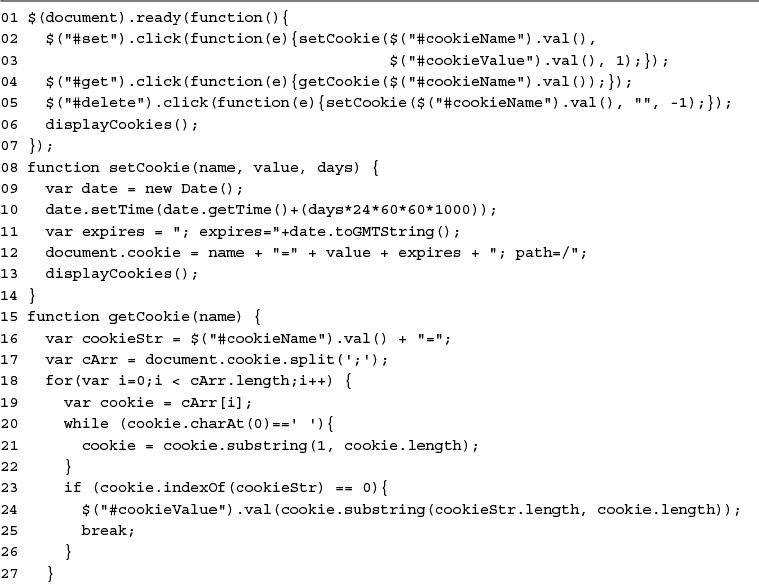 01 $(document).ready(function(){
02   $("#set").click(function(e){setCookie($("#cookieName").val(),
03                                         $("#cookieValue").val(), 1);});
04   $("#get").click(function(e){getCookie($("#cookieName").val());});
05   $("#delete").click(function(e){setCookie($("#cookieName").val(), "", -1);});
06   displayCookies();
07 });
08 function setCookie(name, value, days) {
09   var date = new Date();
10   date.setTime(date.getTime()+(days*24*60*60*1000));
11   var expires = "; expires="+date.toGMTString();
12   document.cookie = name + "=" + value + expires + "; path=/";
13   displayCookies();
14 }
15 function getCookie(name) {
16   var cookieStr = $("#cookieName").val() + "=";
17   var cArr = document.cookie.split(';');
18   for(var i=0;i < cArr.length;i++) {
19     var cookie = cArr[i];
20     while (cookie.charAt(0)==' '){
21       cookie = cookie.substring(1, cookie.length);
22     }
23     if (cookie.indexOf(cookieStr) == 0){
24       $("#cookieValue").val(cookie.substring(cookieStr.length, cookie.length));
25       break;
26     }
27   }